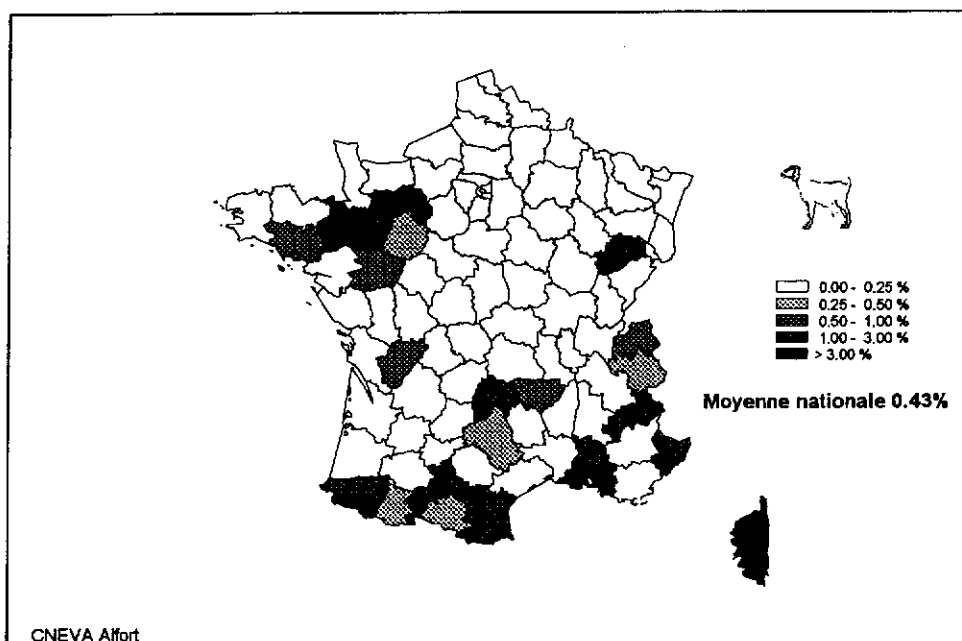 0.00 - 0.25 %
0.25 - 0.50 %
0.50 - 1.00 %
1.00 - 3.00 %
> 3.00 %
Moyenne nationale 0.43%
CNEVA Alfort